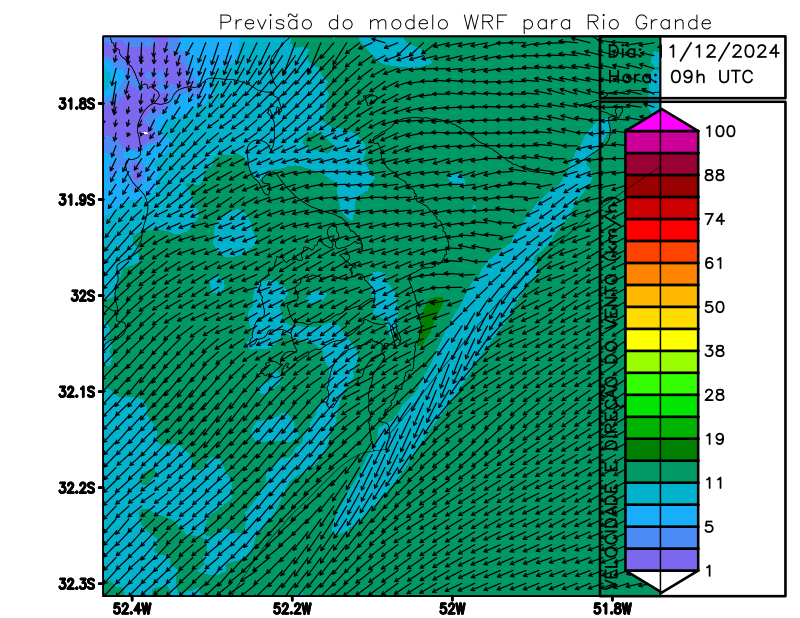 Previsão do modelo WRF para Rio Grande
Dia: 11/12/2024
Hora: 09h UTC
31.8S
31.9S
32S
32.1S
32.2S
32.3S
52.4W
52.2W
52W
51.8W
VELOCIDADE E DIREÇÃO DO VENTO (km/h)
100
88
74
61
50
38
28
19
11
5
1